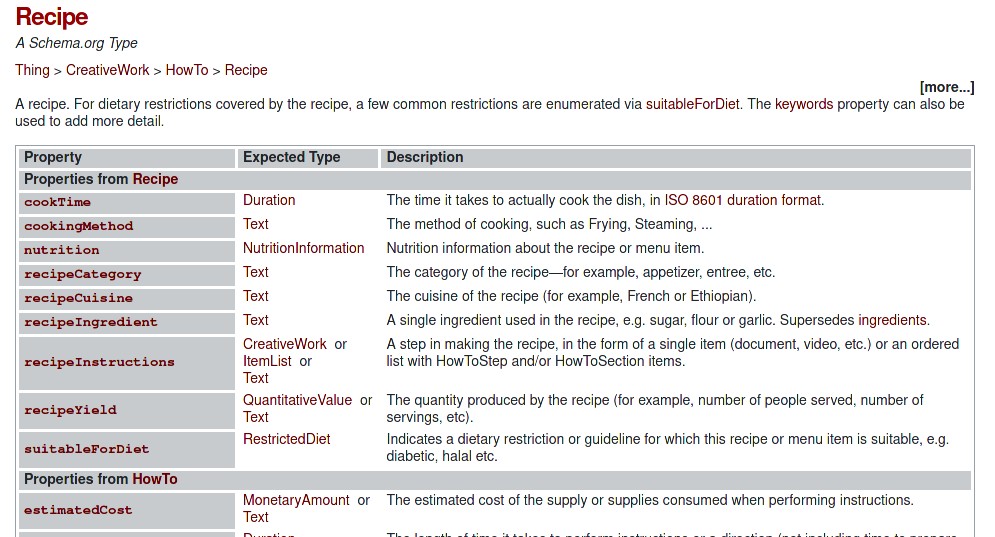 Recipe
A Schema.org Type
Thing > CreativeWork > HowTo > Recipe
[more...]
A recipe. For dietary restrictions covered by the recipe, a few common restrictions are enumerated via suitableForDiet. The keywords property can also be
used to add more detail.
Property Expected Type Description
Properties from Recipe
cookTime Duration The time it takes to actually cook the dish, in ISO 8601 duration format.
cookingMethod Text The method of cooking, such as Frying, Steaming, ...
nutrition NutritionInformation Nutrition information about the recipe or menu item.
recipeCategory Text The category of the recipe—for example, appetizer, entree, etc.
recipeCuisine Text The cuisine of the recipe (for example, French or Ethiopian).
recipeIngredient Text A single ingredient used in the recipe, e.g. sugar, flour or garlic. Supersedes ingredients.
recipeInstructions CreativeWork or A step in making the recipe, in the form of a single item (document, video, etc.) or an ordered
ItemList or list with HowToStep and/or HowToSection items.
Text
recipeYield QuantitativeValue or The quantity produced by the recipe (for example, number of people served, number of
Text servings, etc).
suitableForDiet RestrictedDiet Indicates a dietary restriction or guideline for which this recipe or menu item is suitable, e.g.
diabetic, halal etc.
Properties from HowTo
estimatedCost MonetaryAmount or The estimated cost of the supply or supplies consumed when performing instructions.
Text